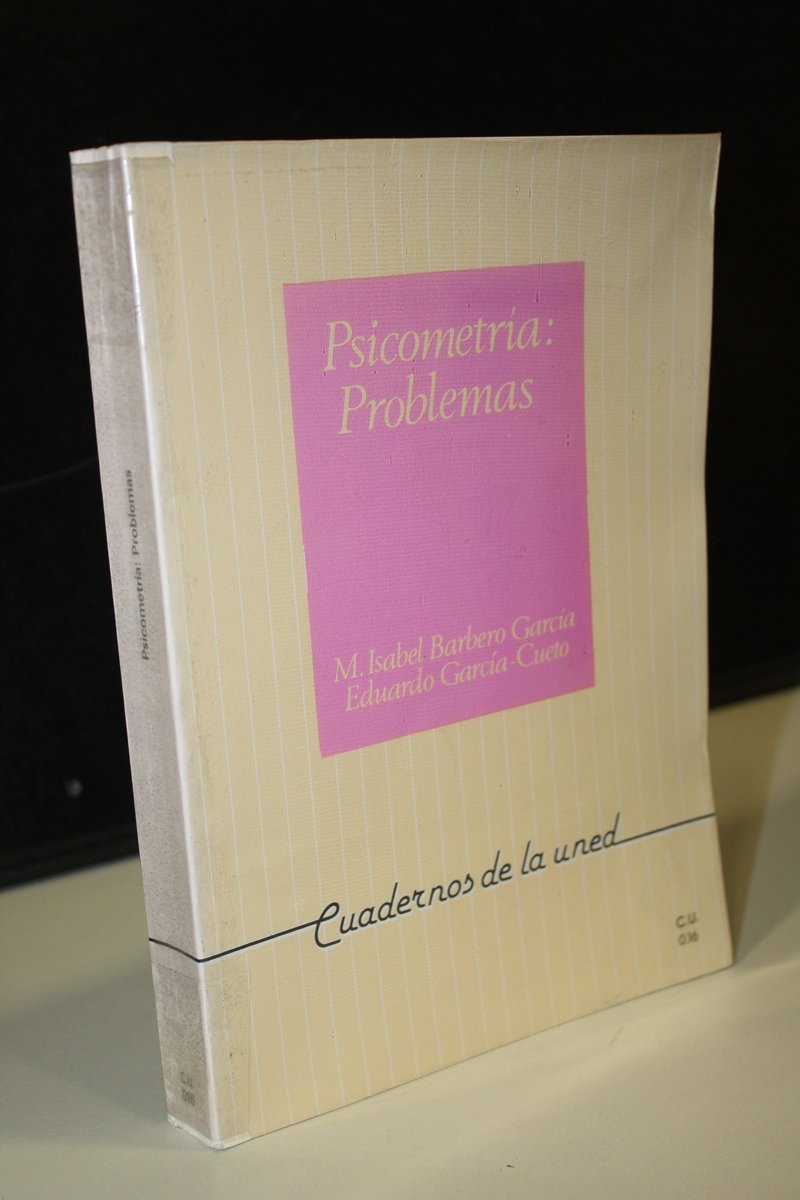 Psicometría:
Problemas
M. Isabel Barbero García
Eduardo García-Cueto
Cuadernos de la uned
C.U.
016
Psicometría: Problemas
C.U.
016